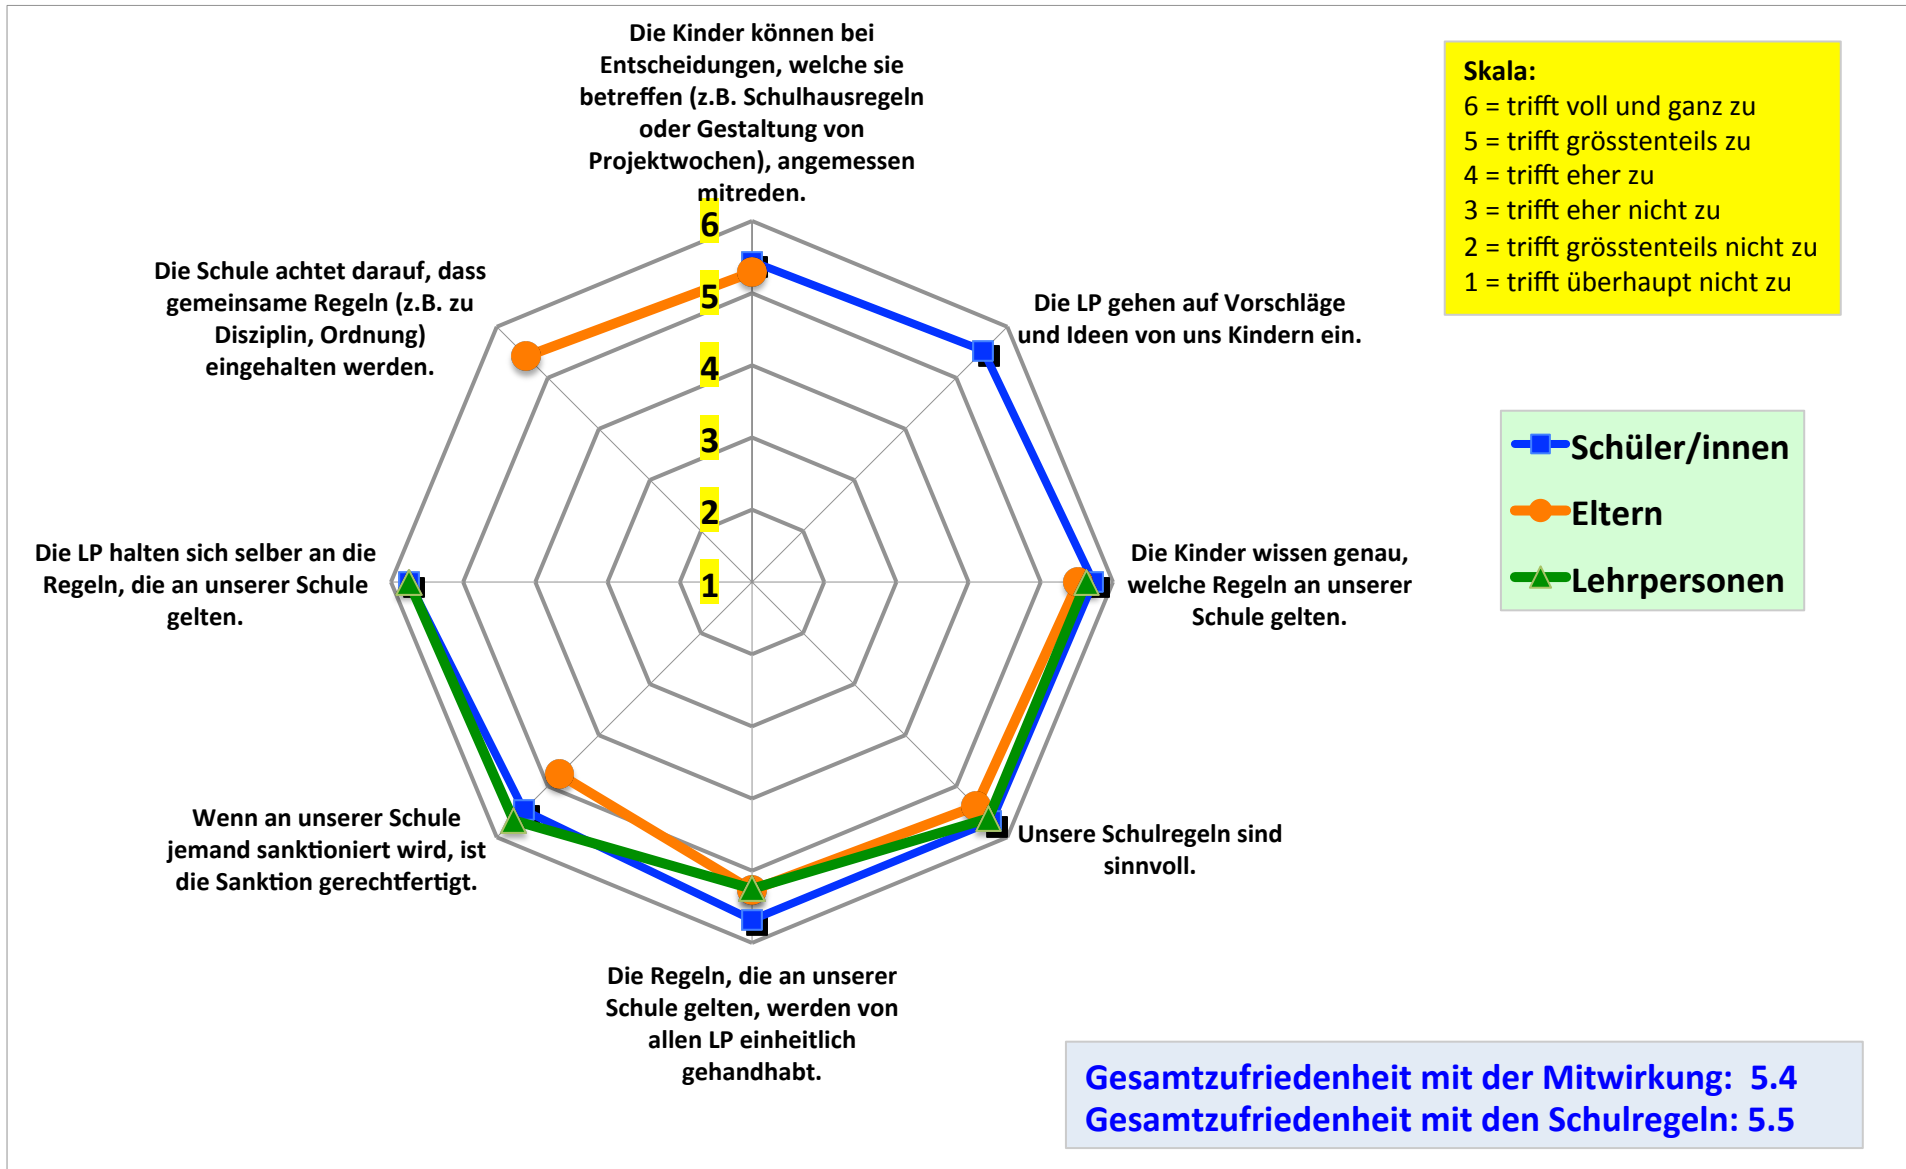 Die Kinder können bei
Entscheidungen, welche sie
betreffen (z.B. Schulhausregeln
oder Gestaltung von
Projektwochen), angemessen
mitreden.
Skala:
6 = trifft voll und ganz zu
5 = trifft grösstenteils zu
4 = trifft eher zu
3 = trifft eher nicht zu
2 = trifft grösstenteils nicht zu
1 = trifft überhaupt nicht zu
6
5
4
3
2
1
Die Schule achtet darauf, dass
gemeinsame Regeln (z.B. zu
Disziplin, Ordnung)
eingehalten werden.
Die LP gehen auf Vorschläge
und Ideen von uns Kindern ein.
Schüler/innen
Eltern
Lehrpersonen
Die LP halten sich selber an die
Regeln, die an unserer Schule
gelten.
Die Kinder wissen genau,
welche Regeln an unserer
Schule gelten.
Wenn an unserer Schule
jemand sanktioniert wird, ist
die Sanktion gerechtfertigt.
Unsere Schulregeln sind
sinnvoll.
Die Regeln, die an unserer
Schule gelten, werden von
allen LP einheitlich
gehandhabt.
Gesamtzufriedenheit mit der Mitwirkung: 5.4
Gesamtzufriedenheit mit den Schulregeln: 5.5